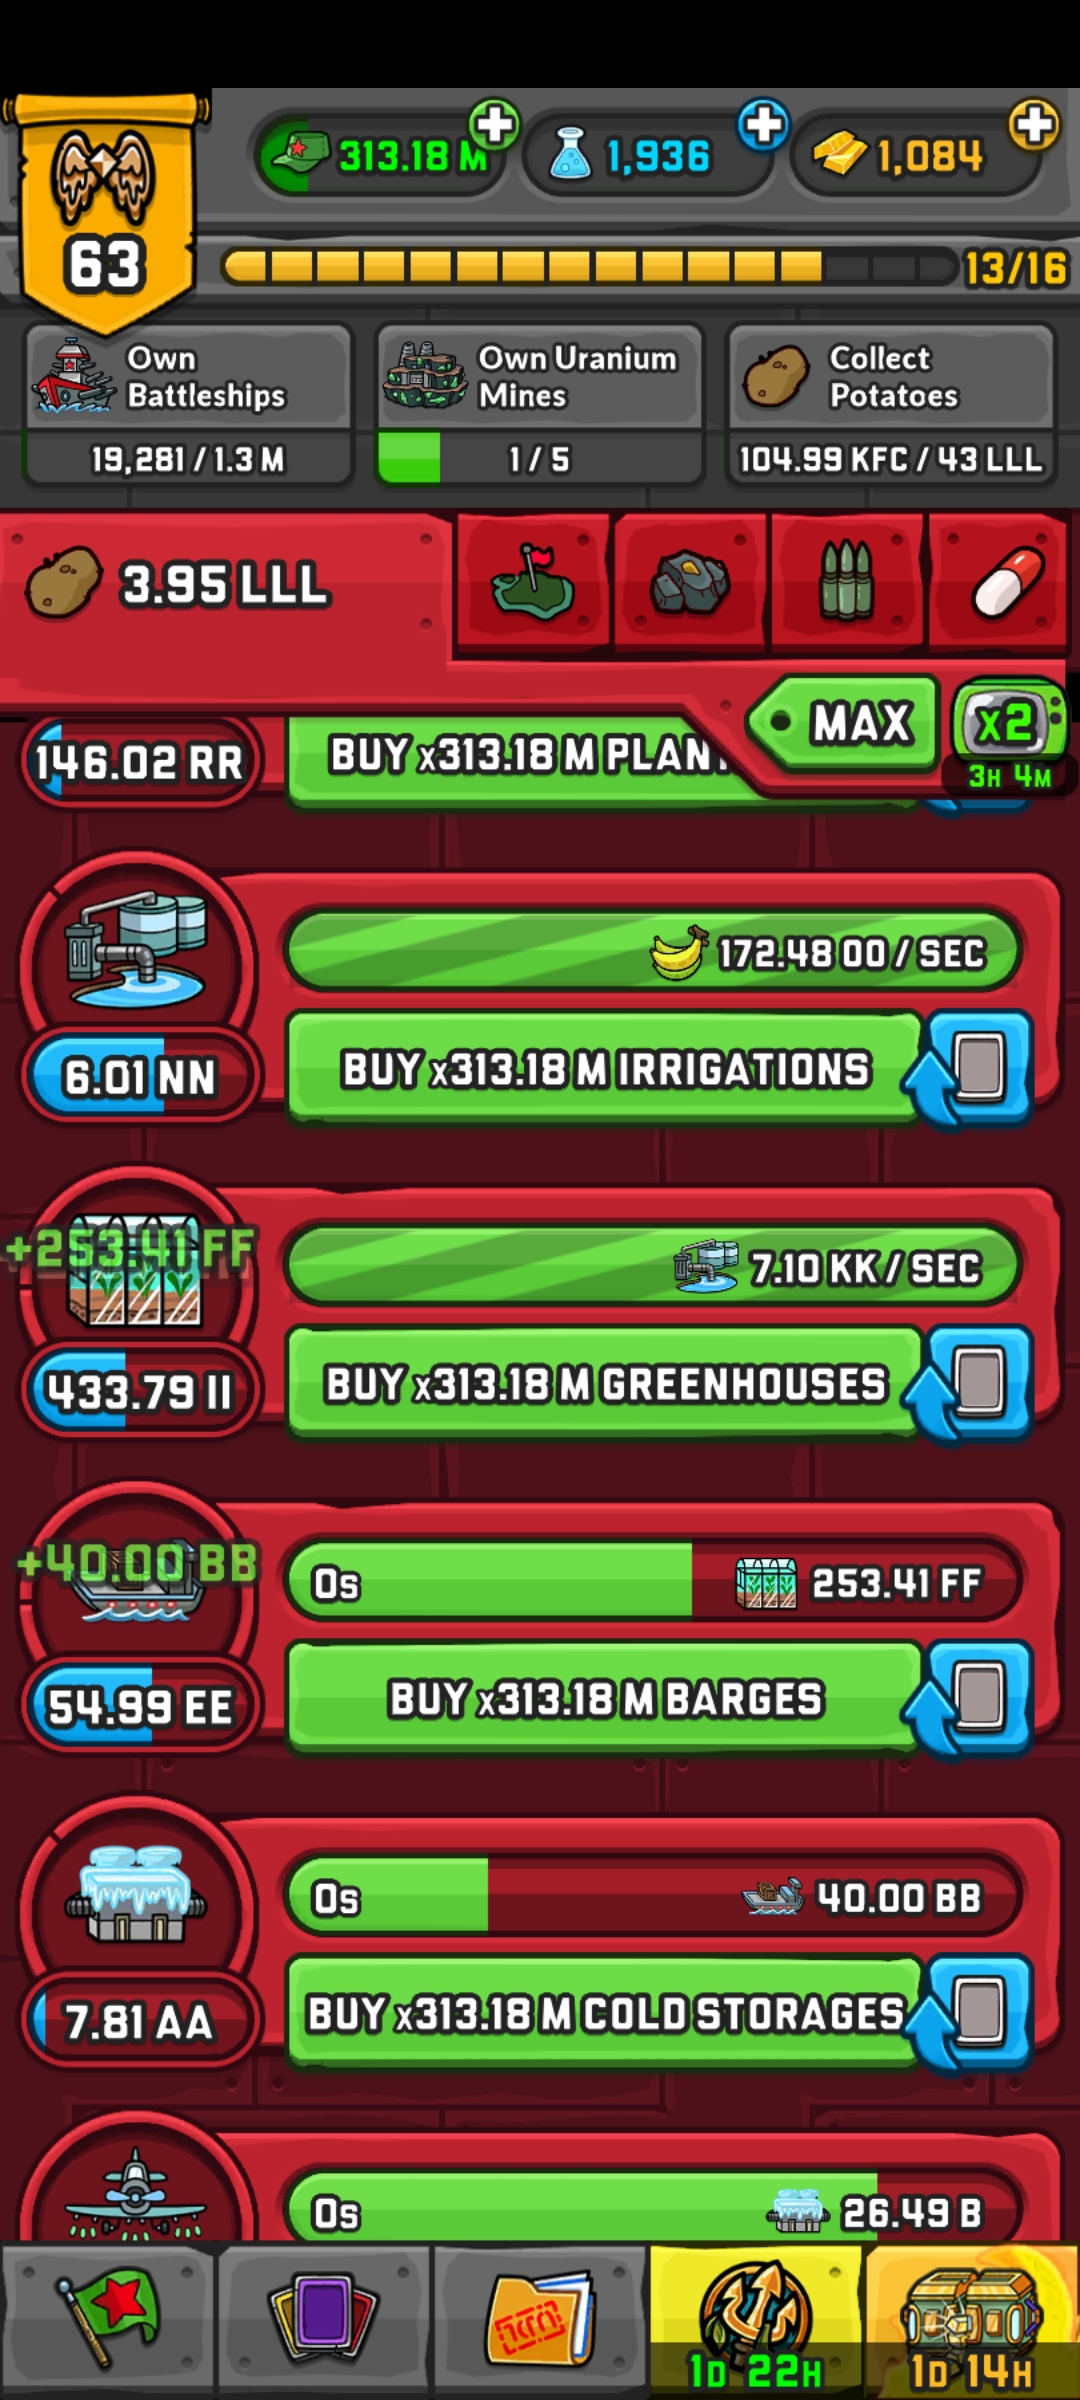 313.18 M
1,936
1,084
63
13/16
Own
Battleships
19,281 / 1.3 M
Own Uranium
Mines
1 / 5
Collect
Potatoes
104.99 KFC / 43 LLL
3.95 LLL
MAX
x2
3H 4M
146.02 RR
BUY x313.18 M PLAN
172.48 OO / SEC
6.01 NN
BUY x313.18 M IRRIGATIONS
+253.41 FF
7.10 KK / SEC
433.79 II
BUY x313.18 M GREENHOUSES
+40.00 BB
0s
253.41 FF
54.99 EE
BUY x313.18 M BARGES
0s
40.00 BB
7.81 AA
BUY x313.18 M COLD STORAGES
0s
26.49 B
1D 22H
1D 14H